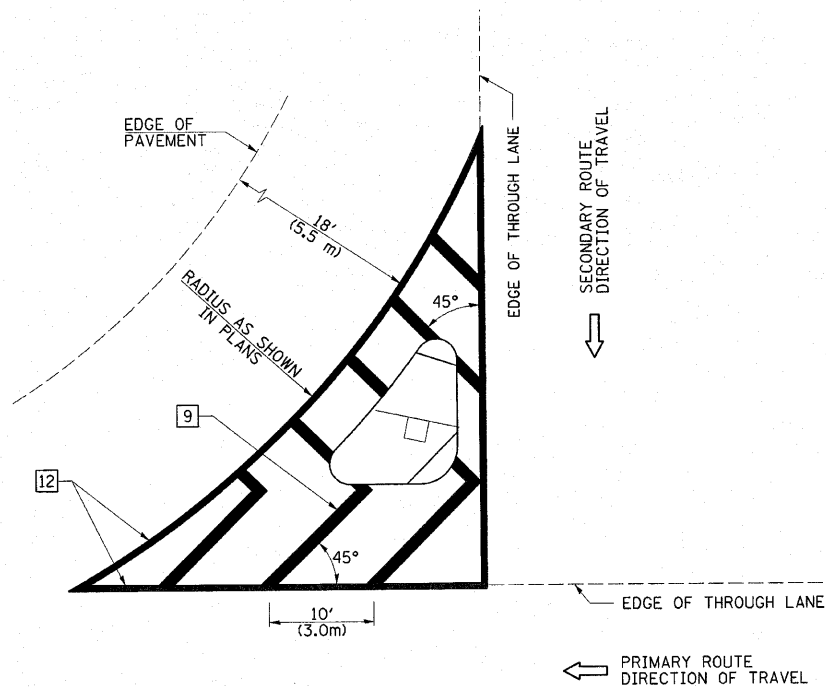 EDGE OF
PAVEMENT
18'
(5.5 m)
EDGE OF THROUGH LANE
SECONDARY ROUTE
DIRECTION OF TRAVEL
RADIUS AS SHOWN
IN PLANS
45°
9
12
45°
10'
(3.0m)
EDGE OF THROUGH LANE
PRIMARY ROUTE
DIRECTION OF TRAVEL